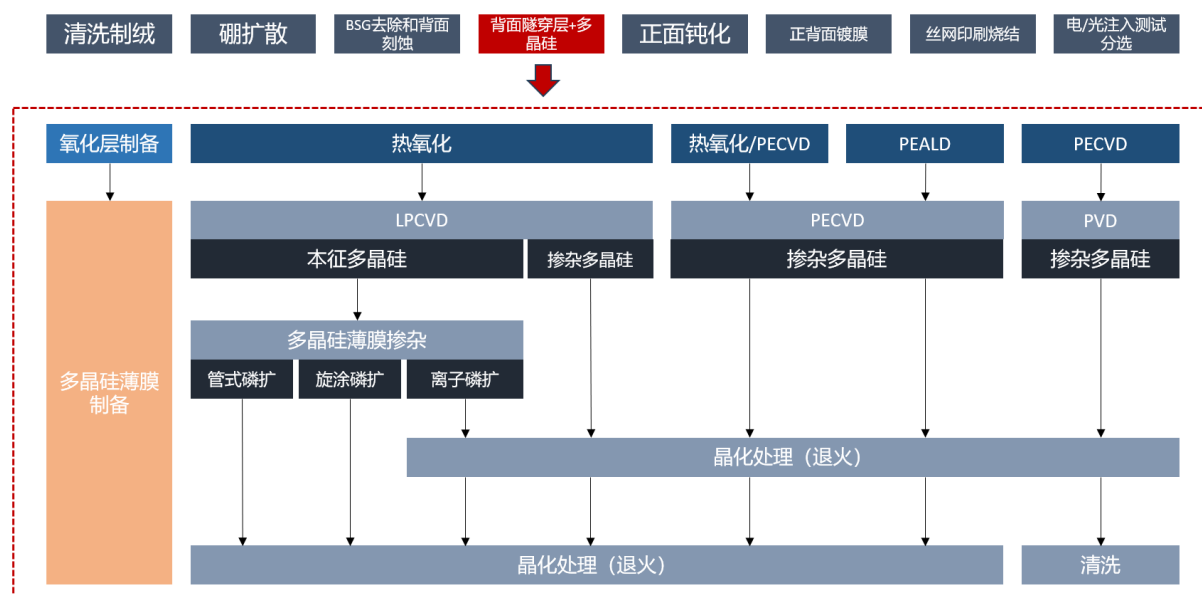 清洗制绒
硼扩散
BSG去除和背面
刻蚀
背面隧穿层+多
晶硅
正面钝化
正背面镀膜
丝网印刷烧结
电/光注入测试
分选
氧化层制备
热氧化
热氧化/PECVD
PEALD
PECVD
LPCVD
PECVD
PVD
本征多晶硅
掺杂多晶硅
掺杂多晶硅
掺杂多晶硅
多晶硅薄膜掺杂
管式磷扩
旋涂磷扩
离子磷扩
多晶硅薄膜
制备
晶化处理（退火）
晶化处理（退火）
清洗